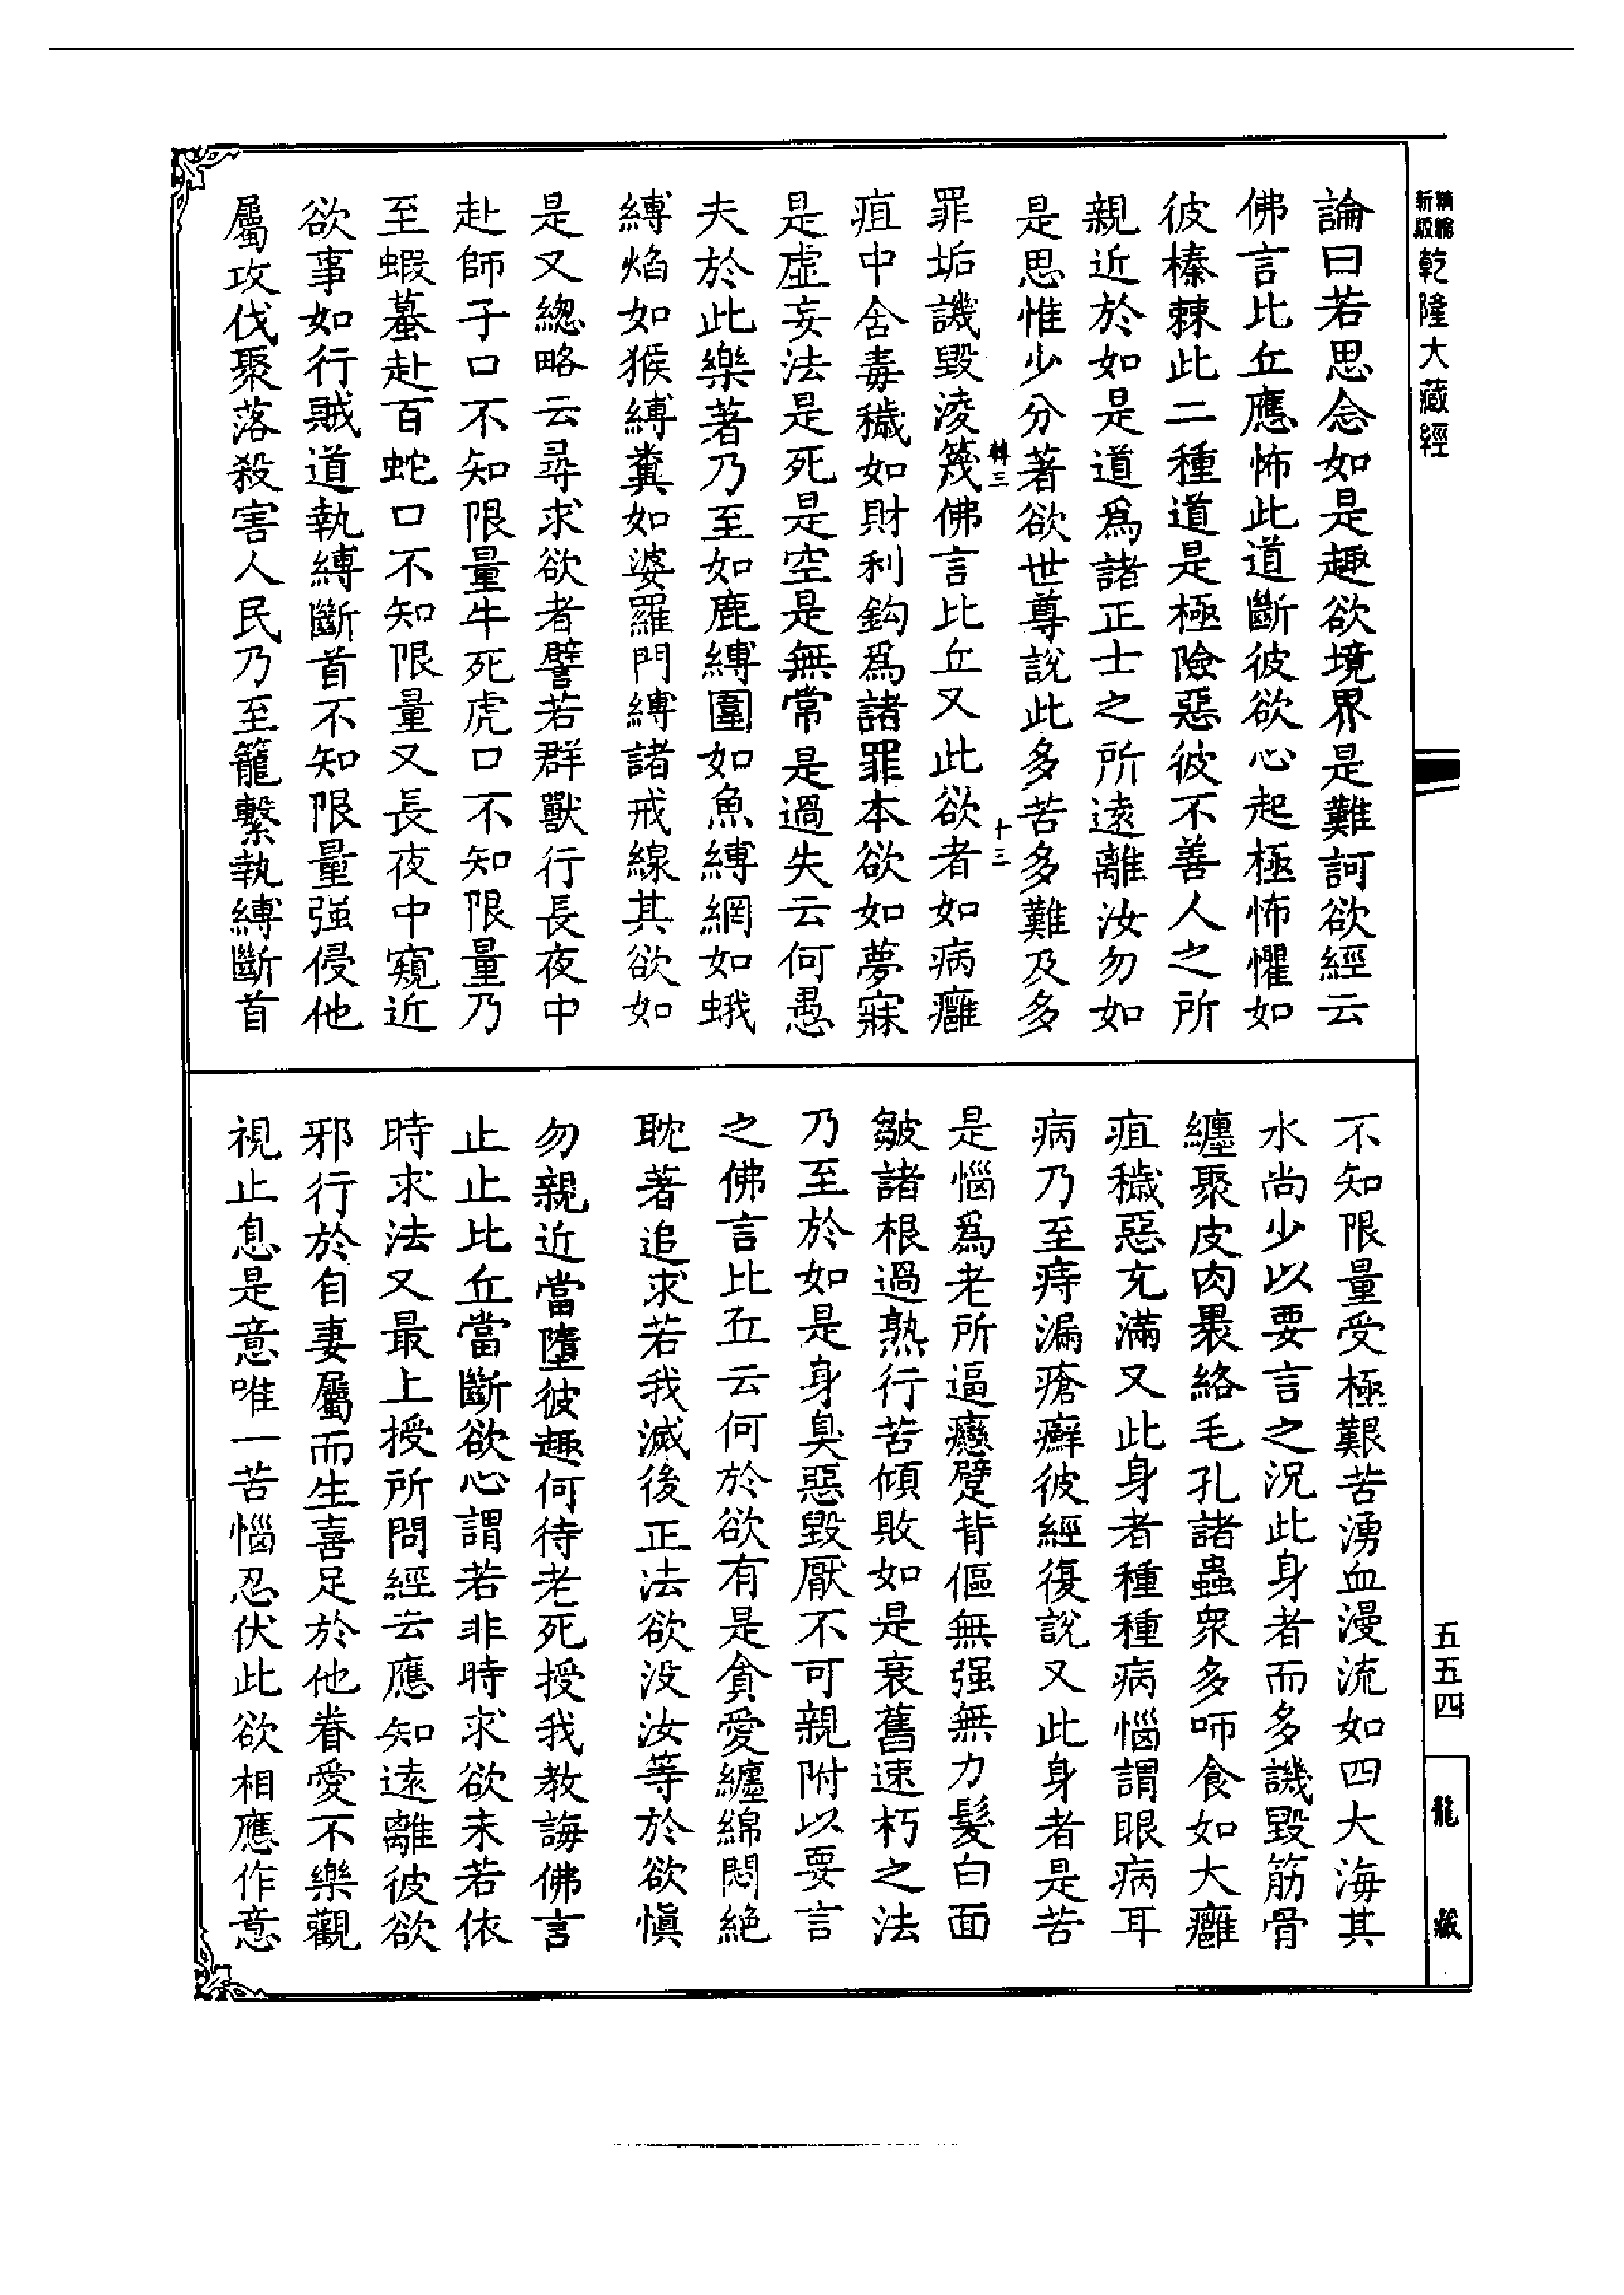 新版 精縮 乾隆大藏經
論曰若思念如是趣欲境界是難訶欲經云
佛言比丘應怖此道斷彼欲心起極怖懼如
彼榛棘此二種道是極險惡彼不善人之所
親近於如是道爲諸正士之所遠離汝勿如
是思惟少分著欲世尊說此多苦多難及多
三 十三
罪垢譏毀淩篾佛言比丘又此欲者如病癰
疽中含毒穢如財利鈎爲諸罪本欲如夢寐
是虛妄法是死是空是無常是過失云何愚
夫於此樂著乃至如鹿縛圍如魚縛網如蛾
縛焰如猴縛糞如婆羅門縛諸戒線其欲如
是又緫略云尋求欲者譬若群獸行長夜中
赴師子口不知限量牛死虎口不知限量乃
至蝦蟇赴百蛇口不知限量又長夜中窺近
欲事如行賊道執縛斷首不知限量强侵他
屬攻伐聚落殺害人民乃至籠繫執縛斷首
不知限量受極艱苦湧血漫流如四大海其
水尚少以要言之況此身者而多譏毀筋骨
纏聚皮肉褁絡毛孔諸蟲眾多咂食如大癰
疽穢惡充滿又此身者種種病惱謂眼病耳
病乃至痔漏瘡癬彼經復說又此身者是苦
是惱爲老所逼癭躄背傴無强無力髮白面
皺諸根過熟行苦傾敗如是衰舊速朽之法
乃至於如是身臭惡毀厭不可親附以要言
之佛言比丘云何於欲有是貪愛纏綿悶絕
耽著追求若我滅後正法欲沒汝等於欲愼
勿親近當墮彼趣何待老死授我教誨佛言
止止比丘當斷欲心謂若非時求欲未若依
時求法又最上授所問經云應知遠離彼欲
邪行於自妻屬而生喜足於他眷愛不樂觀
視止息是意唯一苦惱忍伏此欲相應作意
五五四
龍藏